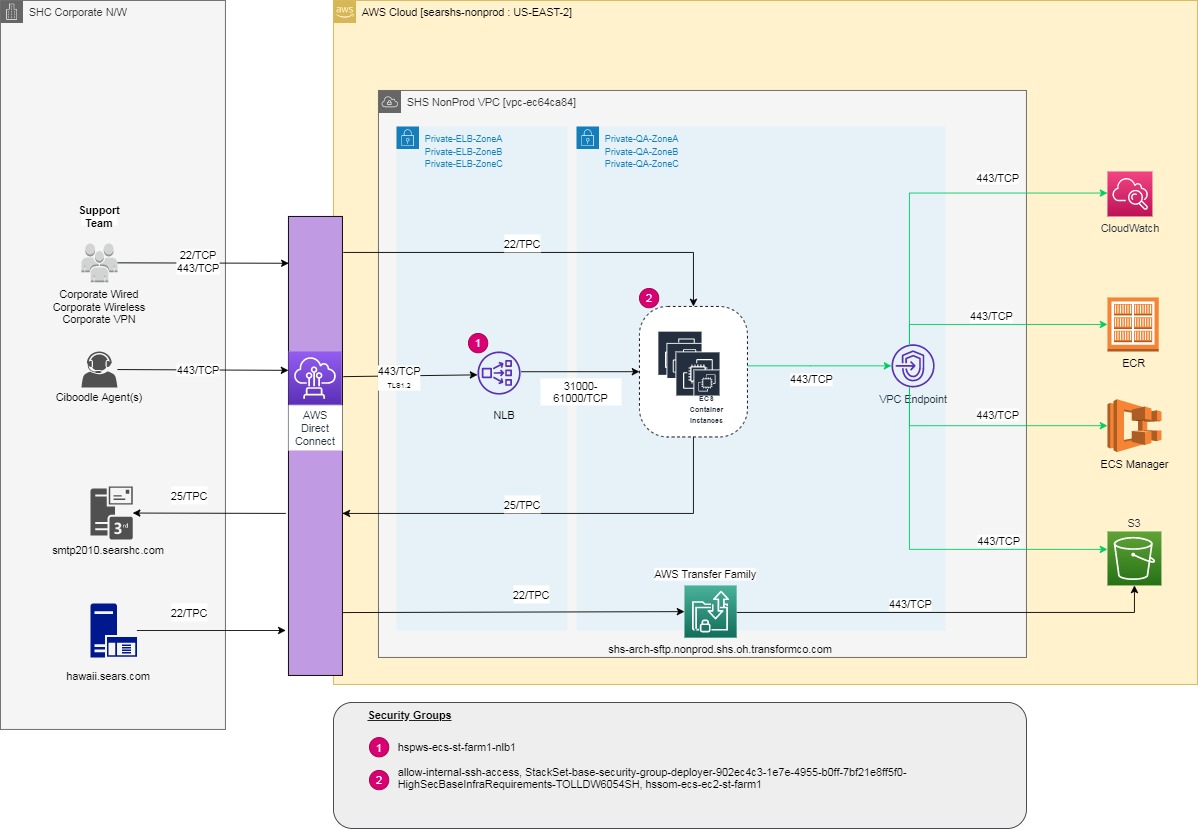 SHC Corporate N/W
aws
AWS Cloud [searshs-nonprod : US-EAST-2]
SHS NonProd VPC [vpc-ec64ca84]
Private-ELB-ZoneA
Private-ELB-ZoneB
Private-ELB-ZoneC
Private-QA-ZoneA
Private-QA-ZoneB
Private-QA-ZoneC
Support
Team
22/TCP
443/TCP
Corporate Wired
Corporate Wireless
Corporate VPN
443/TCP
Ciboodle Agent(s)
AWS
Direct
Connect
25/TPC
3rd
smtp2010.searshc.com
22/TPC
hawaii.sears.com
22/TPC
443/TCP
TLS1.2
1
NLB
31000-
61000/TCP
2
ECS
Container
Instances
443/TCP
VPC Endpoint
25/TPC
22/TPC
AWS Transfer Family
shs-arch-sftp.nonprod.shs.oh.transformco.com
443/TCP
443/TCP
CloudWatch
443/TCP
ECR
443/TCP
ECS Manager
443/TCP
S3
Security Groups
1
hspws-ecs-st-farm1-nlb1
2
allow-internal-ssh-access, StackSet-base-security-group-deployer-902ec4c3-1e7e-4955-b0ff-7bf21e8ff5f0-
HighSecBaseInfraRequirements-TOLLDW6054SH, hssom-ecs-ec2-st-farm1